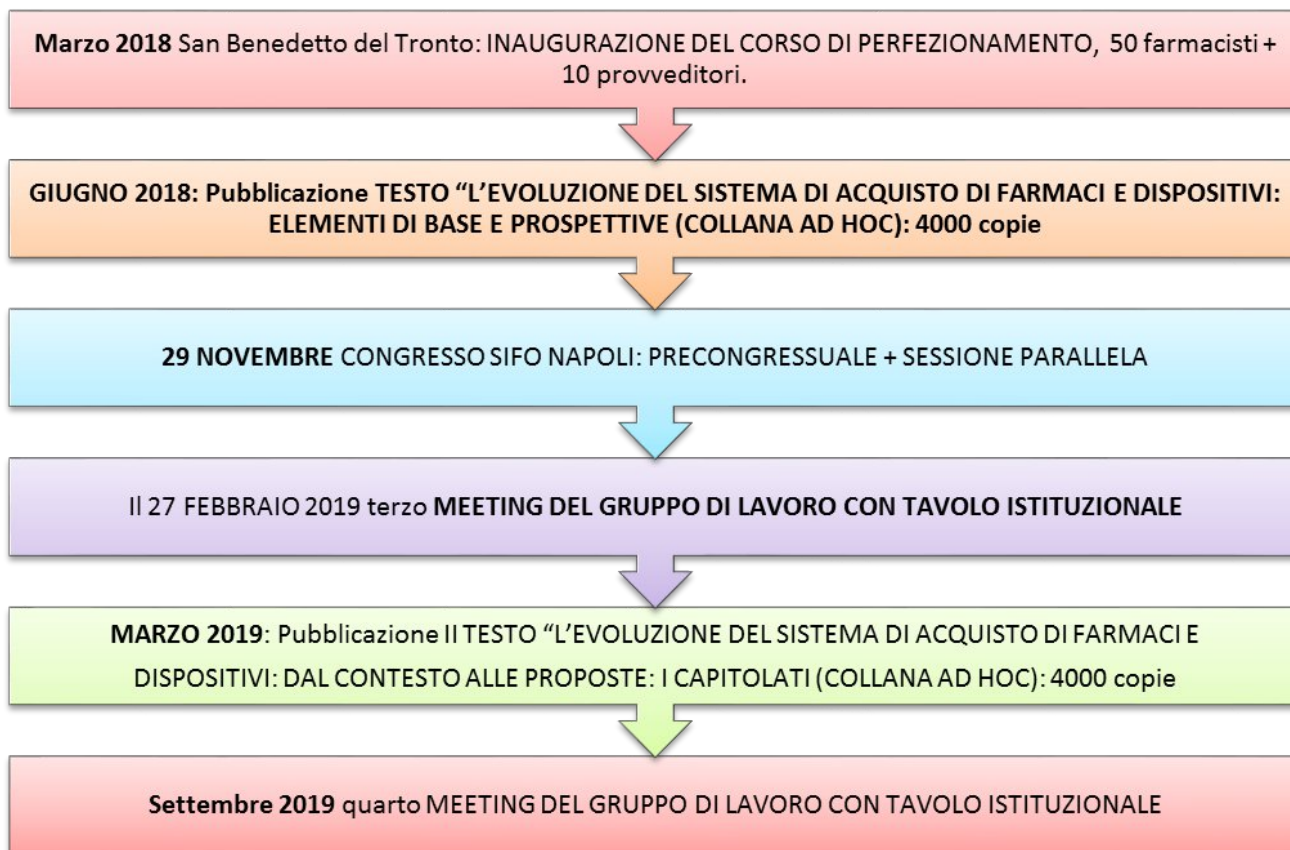 Marzo 2018 San Benedetto del Tronto: INAUGURAZIONE DEL CORSO DI PERFEZIONAMENTO, 50 farmacisti +
10 provveditori.
GIUGNO 2018: Pubblicazione TESTO “L’EVOLUZIONE DEL SISTEMA DI ACQUISTO DI FARMACI E DISPOSITIVI:
ELEMENTI DI BASE E PROSPETTIVE (COLLANA AD HOC): 4000 copie
29 NOVEMBRE CONGRESSO SIFO NAPOLI: PRECONGRESSUALE + SESSIONE PARALLELA
Il 27 FEBBRAIO 2019 terzo MEETING DEL GRUPPO DI LAVORO CON TAVOLO ISTITUZIONALE
MARZO 2019: Pubblicazione II TESTO “L’EVOLUZIONE DEL SISTEMA DI ACQUISTO DI FARMACI E
DISPOSITIVI: DAL CONTESTO ALLE PROPOSTE: I CAPITOLATI (COLLANA AD HOC): 4000 copie
Settembre 2019 quarto MEETING DEL GRUPPO DI LAVORO CON TAVOLO ISTITUZIONALE